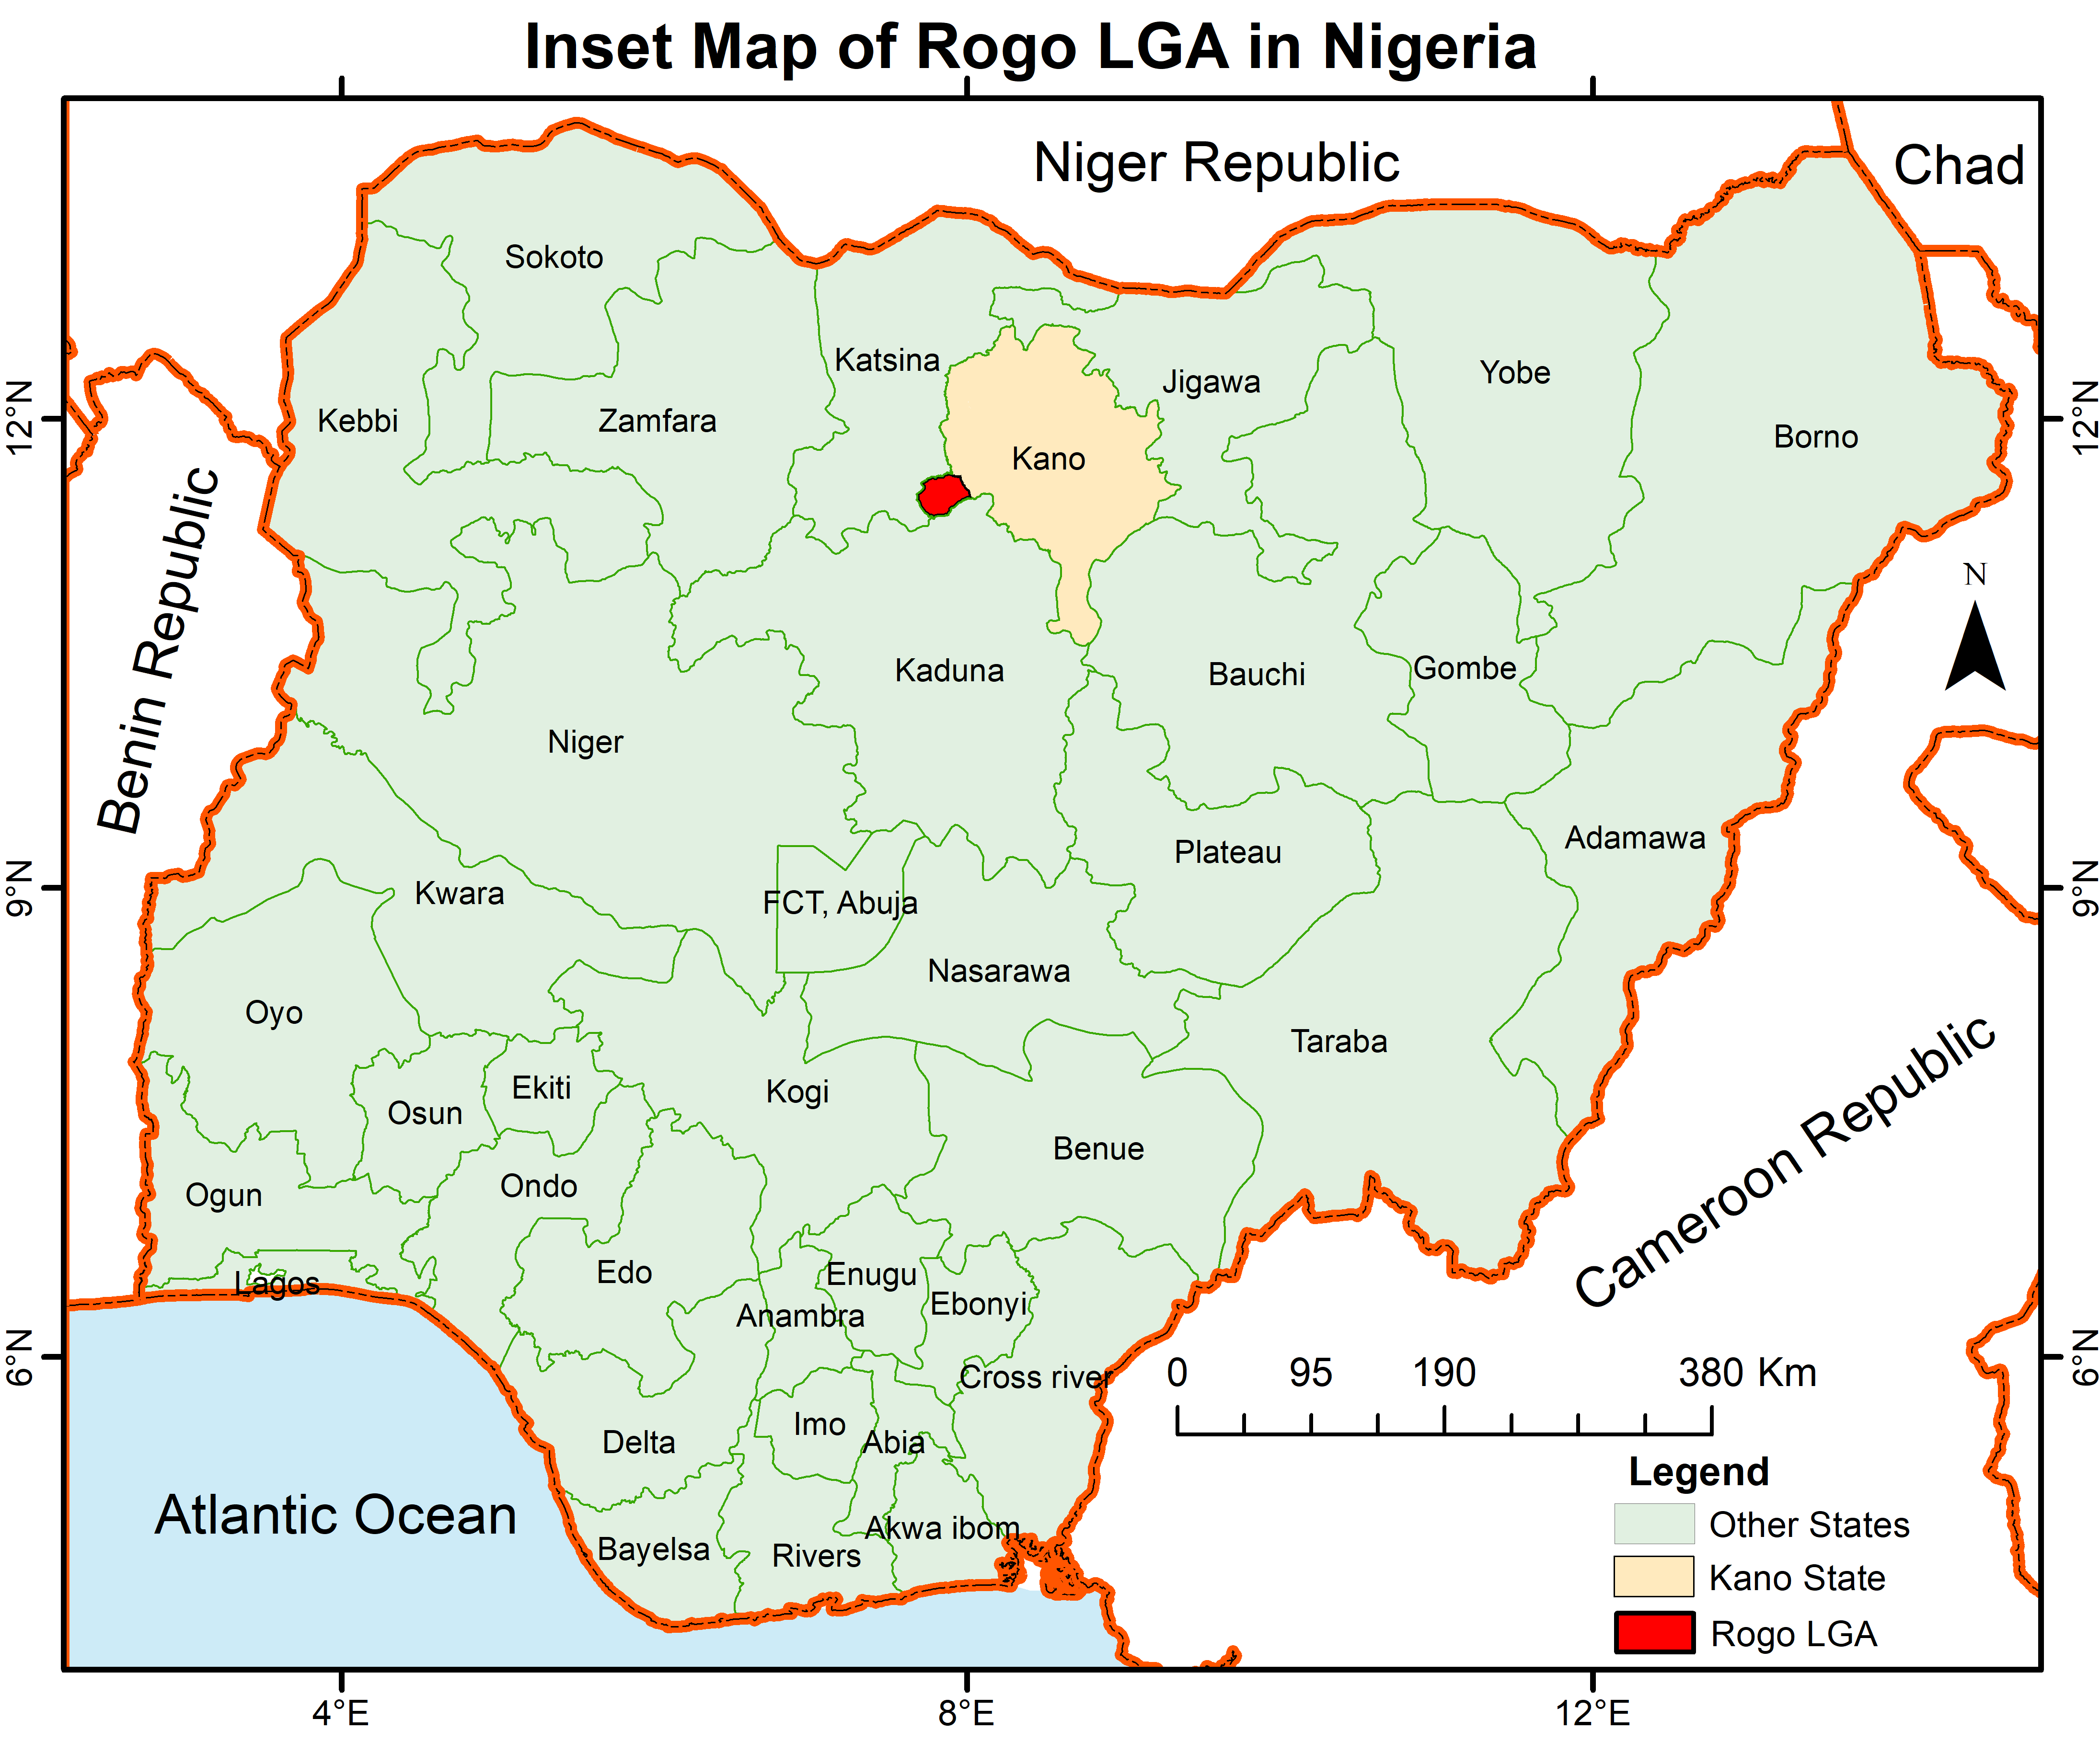 Inset Map of Rogo LGA in Nigeria
Niger Republic
Chad
Sokoto
Katsina
Jigawa
Yobe
Kebbi
Zamfara
Kano
Borno
12°N
12°N
Benin Republic
N
Kaduna
Bauchi
Gombe
Niger
Plateau
Adamawa
9°N
9°N
Kwara
FCT, Abuja
Nasarawa
Oyo
Taraba
Cameroon Republic
Osun
Ekiti
Kogi
Benue
Ogun
Ondo
Lagos
Edo
Enugu
Anambra
Ebonyi
6°N
6°N
Cross river
0 95 190 380 Km
Imo
Abia
Delta
Legend
Atlantic Ocean
Akwa ibom
Other States
Bayelsa
Rivers
Kano State
Rogo LGA
4°E 8°E 12°E